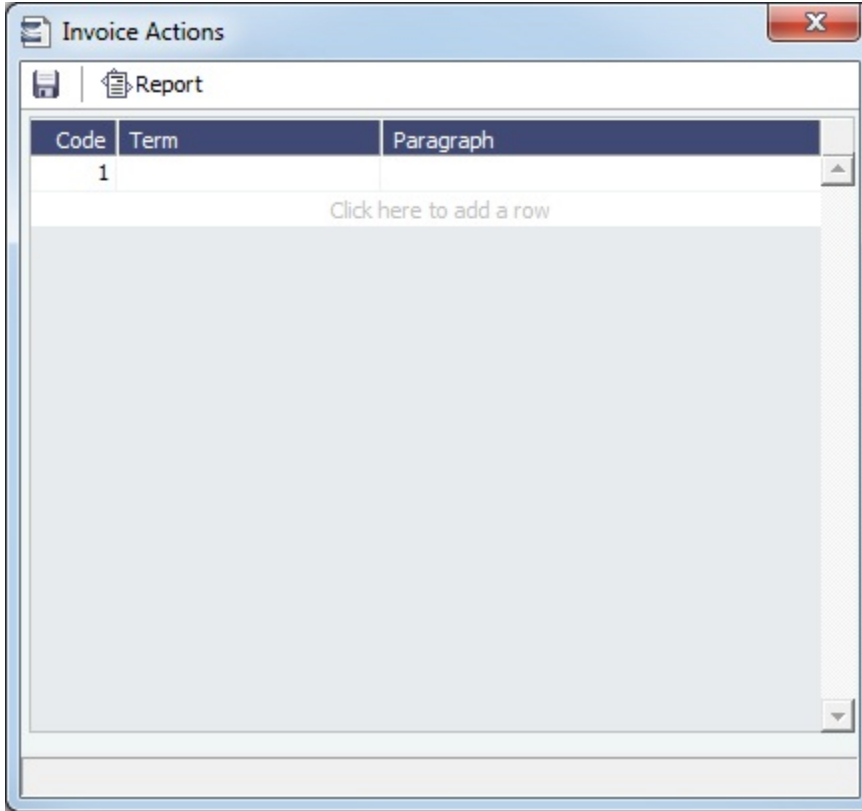 Invoice Actions
Report
Code Term Paragraph
1
Click here to add a row